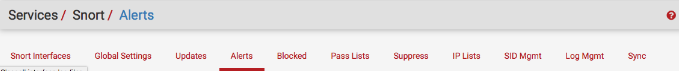 Services / Snort / Alerts
Snort Interfaces Global Settings Updates Alerts Blocked Pass Lists Suppress IP Lists SID Mgmt Log Mgmt Sync